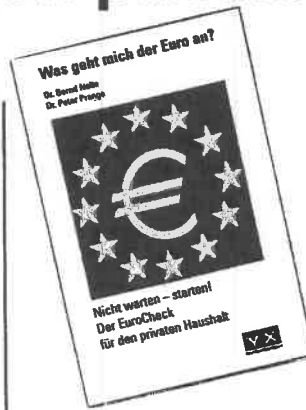 Was geht mich der Euro an?
Dr. Bernd Nolte
Dr. Peter Prange
€
Nicht warten – starten!
Der EuroCheck
für den privaten Haushalt
YX